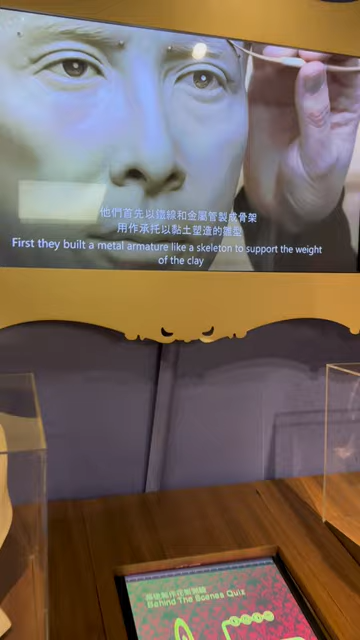 他們首先以鐵線和金屬管製成骨架
用作承托以黏土塑造的雛型
First they built a metal armature like a skeleton to support the weight
of the clay
Behind The Scenes Quiz